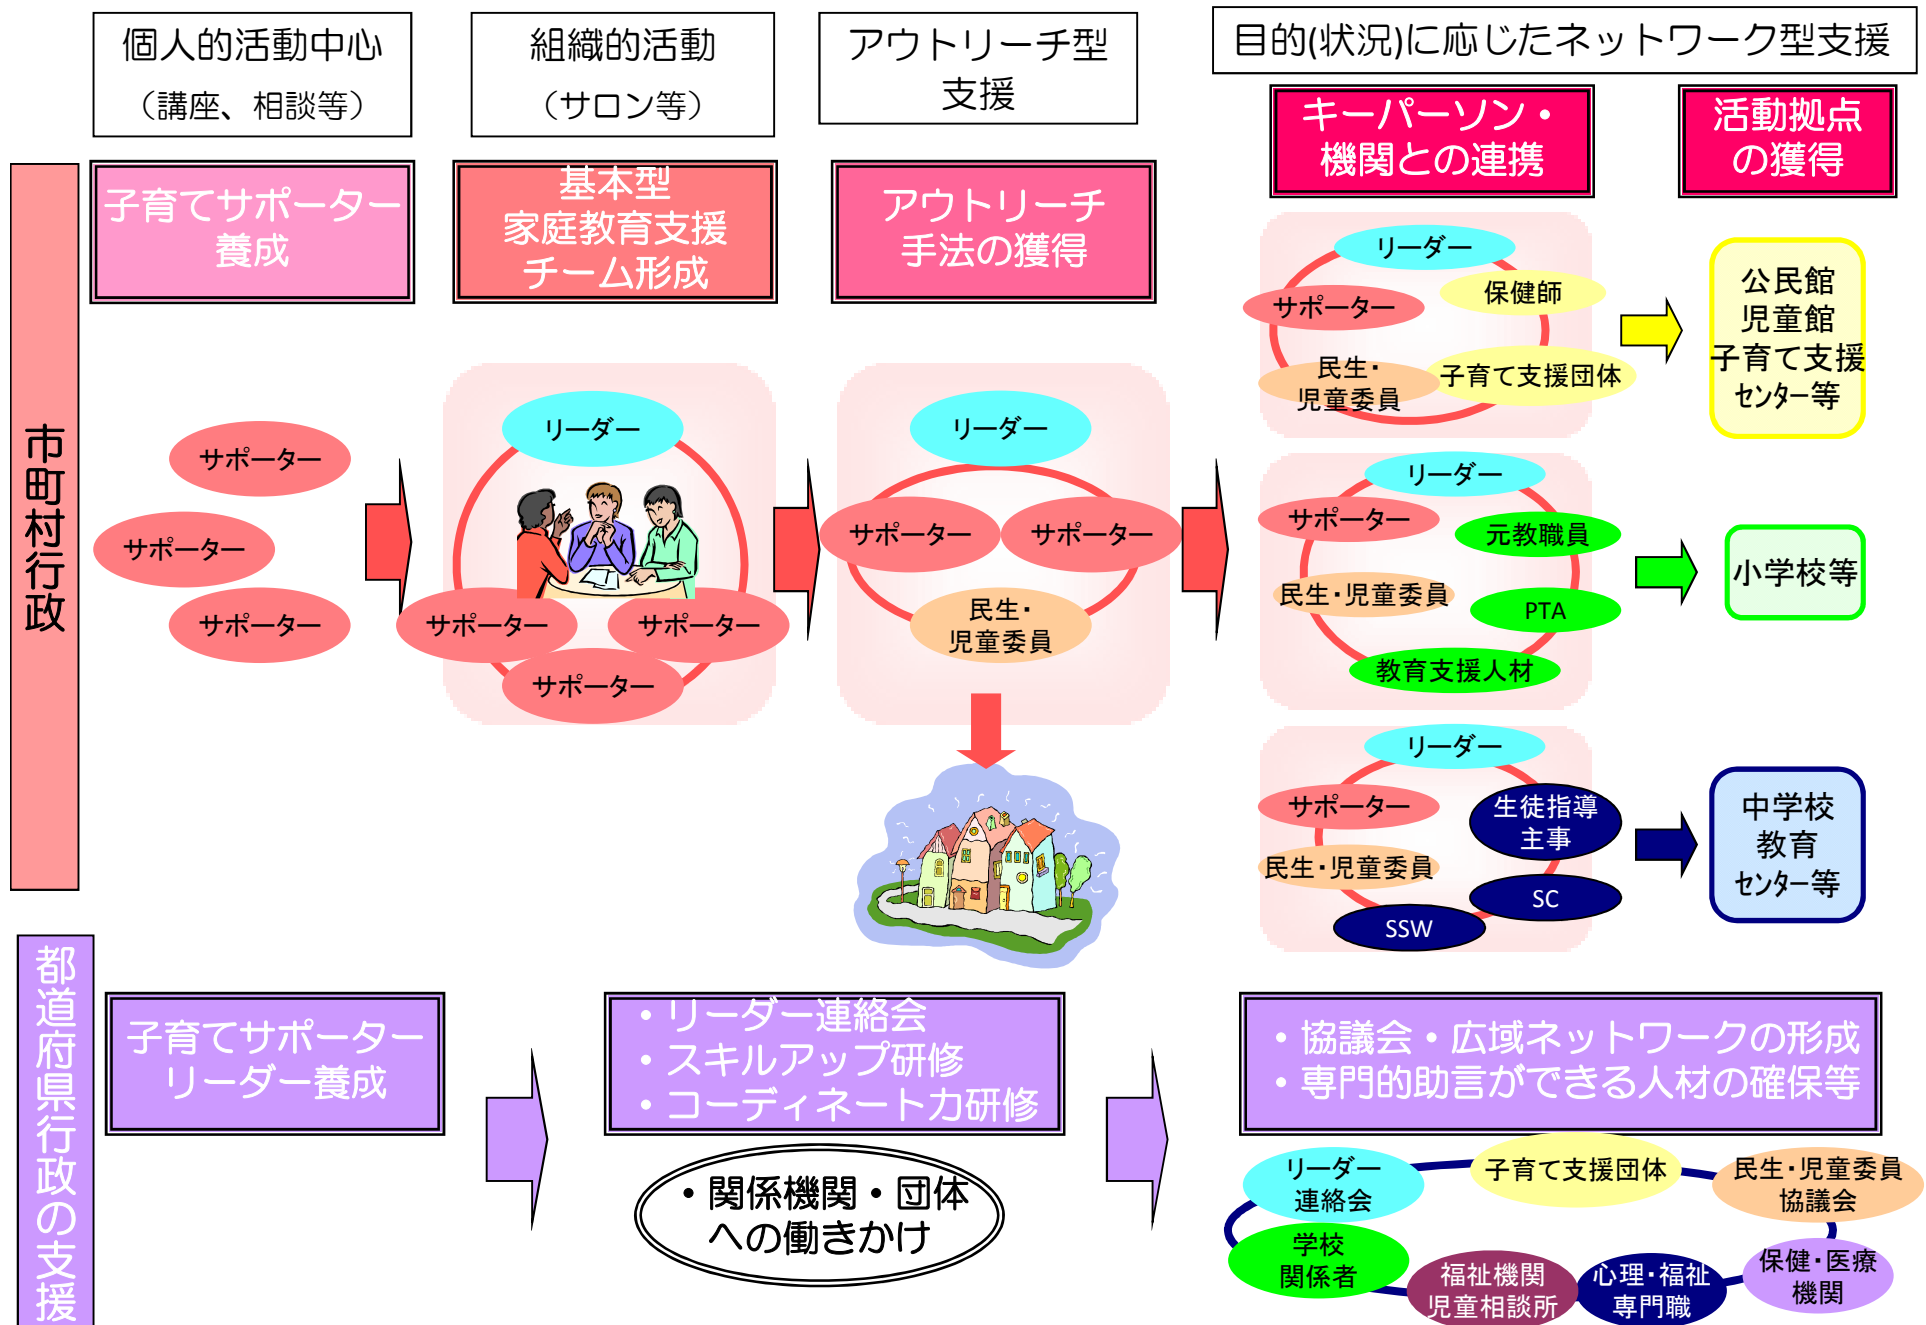 個人的活動中心
（講座、相談等）
組織的活動
（サロン等）
アウトリーチ型
支援
目的(状況)に応じたネットワーク型支援
キーパーソン・
機関との連携
活動拠点
の獲得
市町村行政
子育てサポーター
養成
基本型
家庭教育支援
チーム形成
アウトリーチ
手法の獲得
サポーター
サポーター
サポーター
リーダー
サポーター
サポーター
サポーター
リーダー
サポーター
サポーター
民生・
児童委員
リーダー
サポーター
保健師
民生・
児童委員
子育て支援団体
公民館
児童館
子育て支援
センター等
リーダー
サポーター
元教職員
民生・児童委員
PTA
教育支援人材
小学校等
リーダー
サポーター
生徒指導
主事
民生・児童委員
SC
SSW
中学校
教育
センター等
都道府県行政の支援
子育てサポーター
リーダー養成
・リーダー連絡会
・スキルアップ研修
・コーディネート力研修
・関係機関・団体
への働きかけ
・協議会・広域ネットワークの形成
・専門的助言ができる人材の確保等
リーダー
連絡会
子育て支援団体
民生・児童委員
協議会
学校
関係者
福祉機関
児童相談所
心理・福祉
専門職
保健・医療
機関